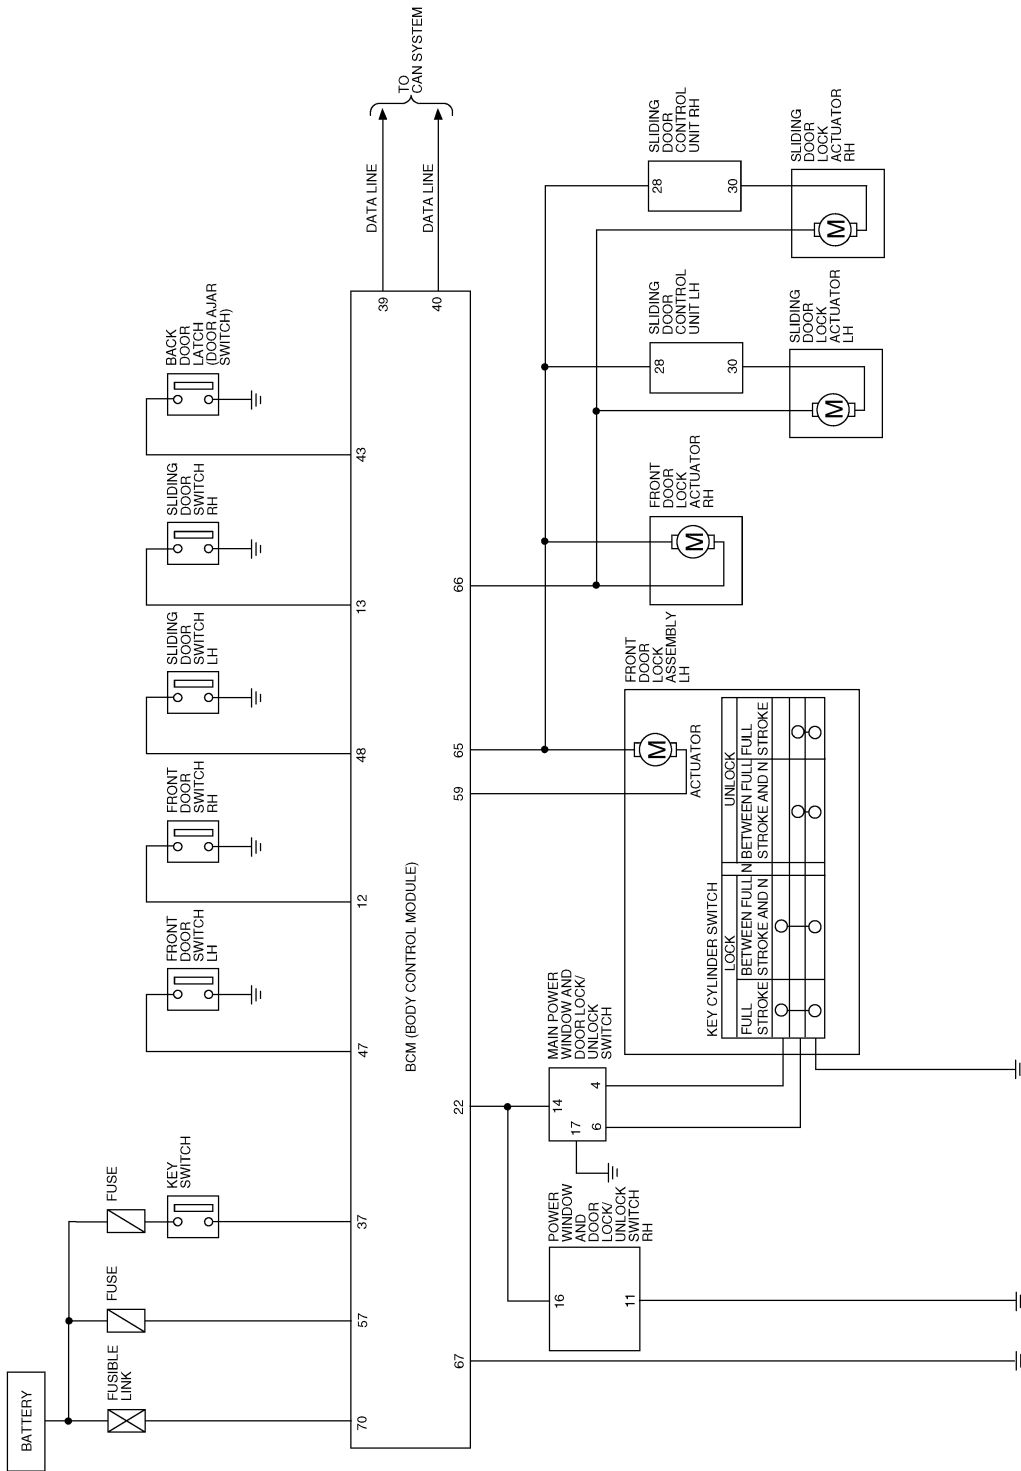 BATTERY
FUSIBLE
LINK
FUSE
FUSE
KEY
SWITCH
FRONT
DOOR
SWITCH
LH
FRONT
DOOR
SWITCH
RH
SLIDING
DOOR
SWITCH
LH
SLIDING
DOOR
SWITCH
RH
BACK
DOOR
LATCH
(DOOR AJAR
SWITCH)
70
57
37
47
12
48
13
43
39
40
DATA LINE
DATA LINE
TO
CAN SYSTEM
BCM (BODY CONTROL MODULE)
67
22
59
65
66
POWER
WINDOW
AND
DOOR
LOCK/
UNLOCK
SWITCH
RH
16
11
MAIN POWER
WINDOW AND
DOOR LOCK/
UNLOCK
SWITCH
14
17
6
4
FRONT
DOOR
LOCK
ASSEMBLY
LH
M
ACTUATOR
KEY CYLINDER SWITCH
LOCK
UNLOCK
FULL
STROKE
BETWEEN FULL
STROKE AND N
N
BETWEEN FULL
STROKE AND N
FULL
STROKE
FRONT
DOOR
LOCK
ACTUATOR
RH
M
SLIDING
DOOR
CONTROL
UNIT LH
28
30
SLIDING
DOOR
LOCK
ACTUATOR
LH
M
SLIDING
DOOR
CONTROL
UNIT RH
28
30
SLIDING
DOOR
LOCK
ACTUATOR
RH
M